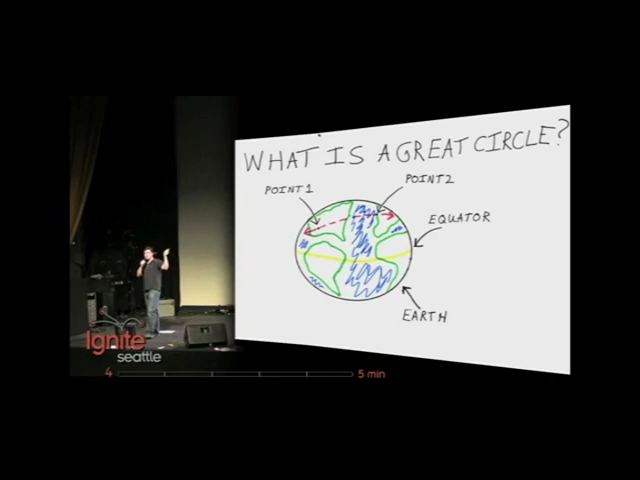 WHAT IS A GREAT CIRCLE?
POINT 1
POINT 2
EQUATOR
EARTH
Ignite
seattle
4
5 min